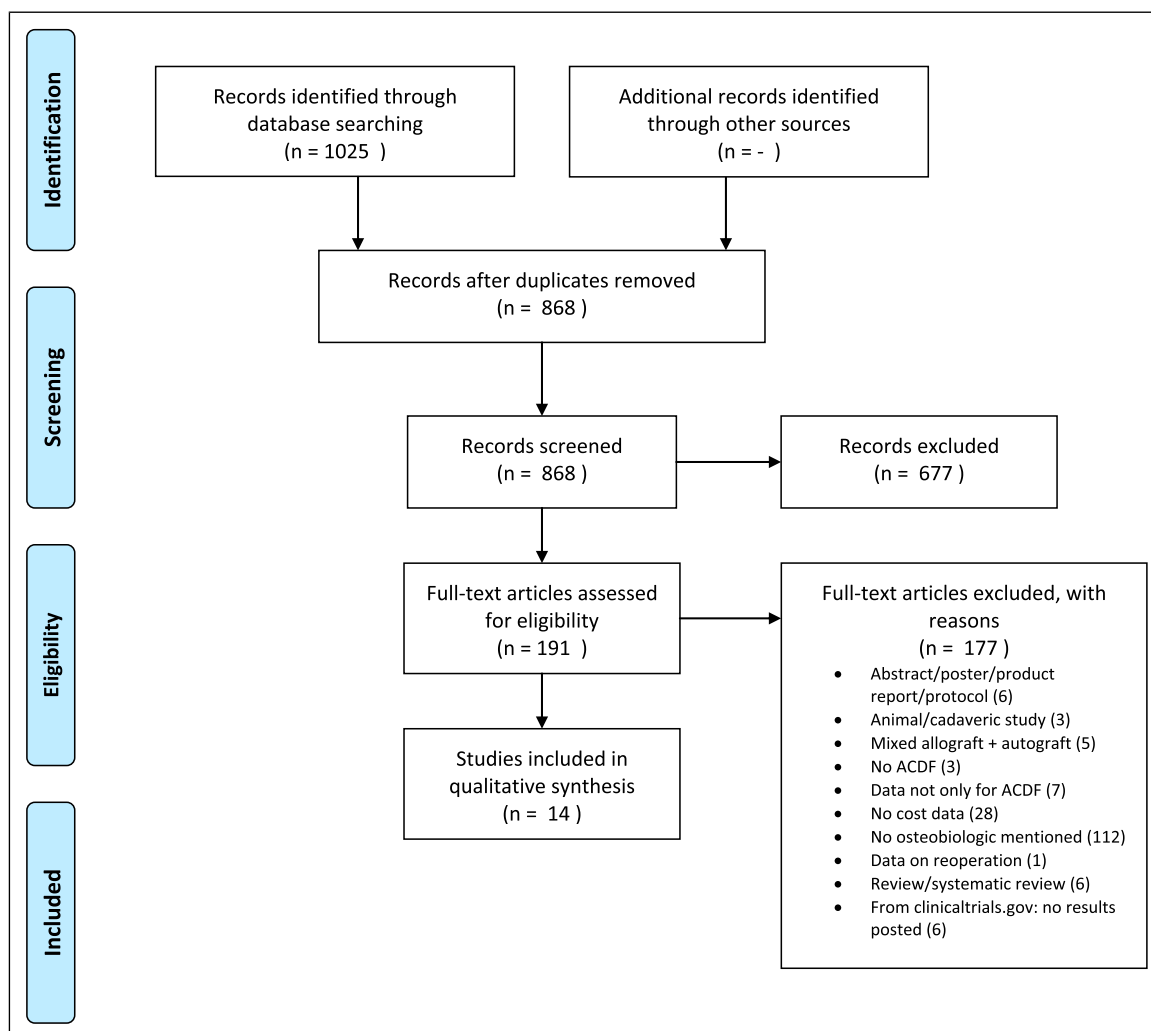 Identification
Records identified through
database searching
(n = 1025  )
Additional records identified
through other sources
(n = -  )
Records after duplicates removed
(n =  868 )
Screening
Records screened
(n =  868 )
Records excluded
(n =  677 )
Eligibility
Full-text articles assessed
for eligibility
(n = 191  )
Full-text articles excluded, with
reasons
(n =  177 )
• Abstract/poster/product
report/protocol (6)
• Animal/cadaveric study (3)
• Mixed allograft + autograft (5)
• No ACDF (3)
• Data not only for ACDF (7)
• No cost data (28)
• No osteobiologic mentioned (112)
• Data on reoperation (1)
• Review/systematic review (6)
• From clinicaltrials.gov: no results
posted (6)
Studies included in
qualitative synthesis
(n =  14 )
Included